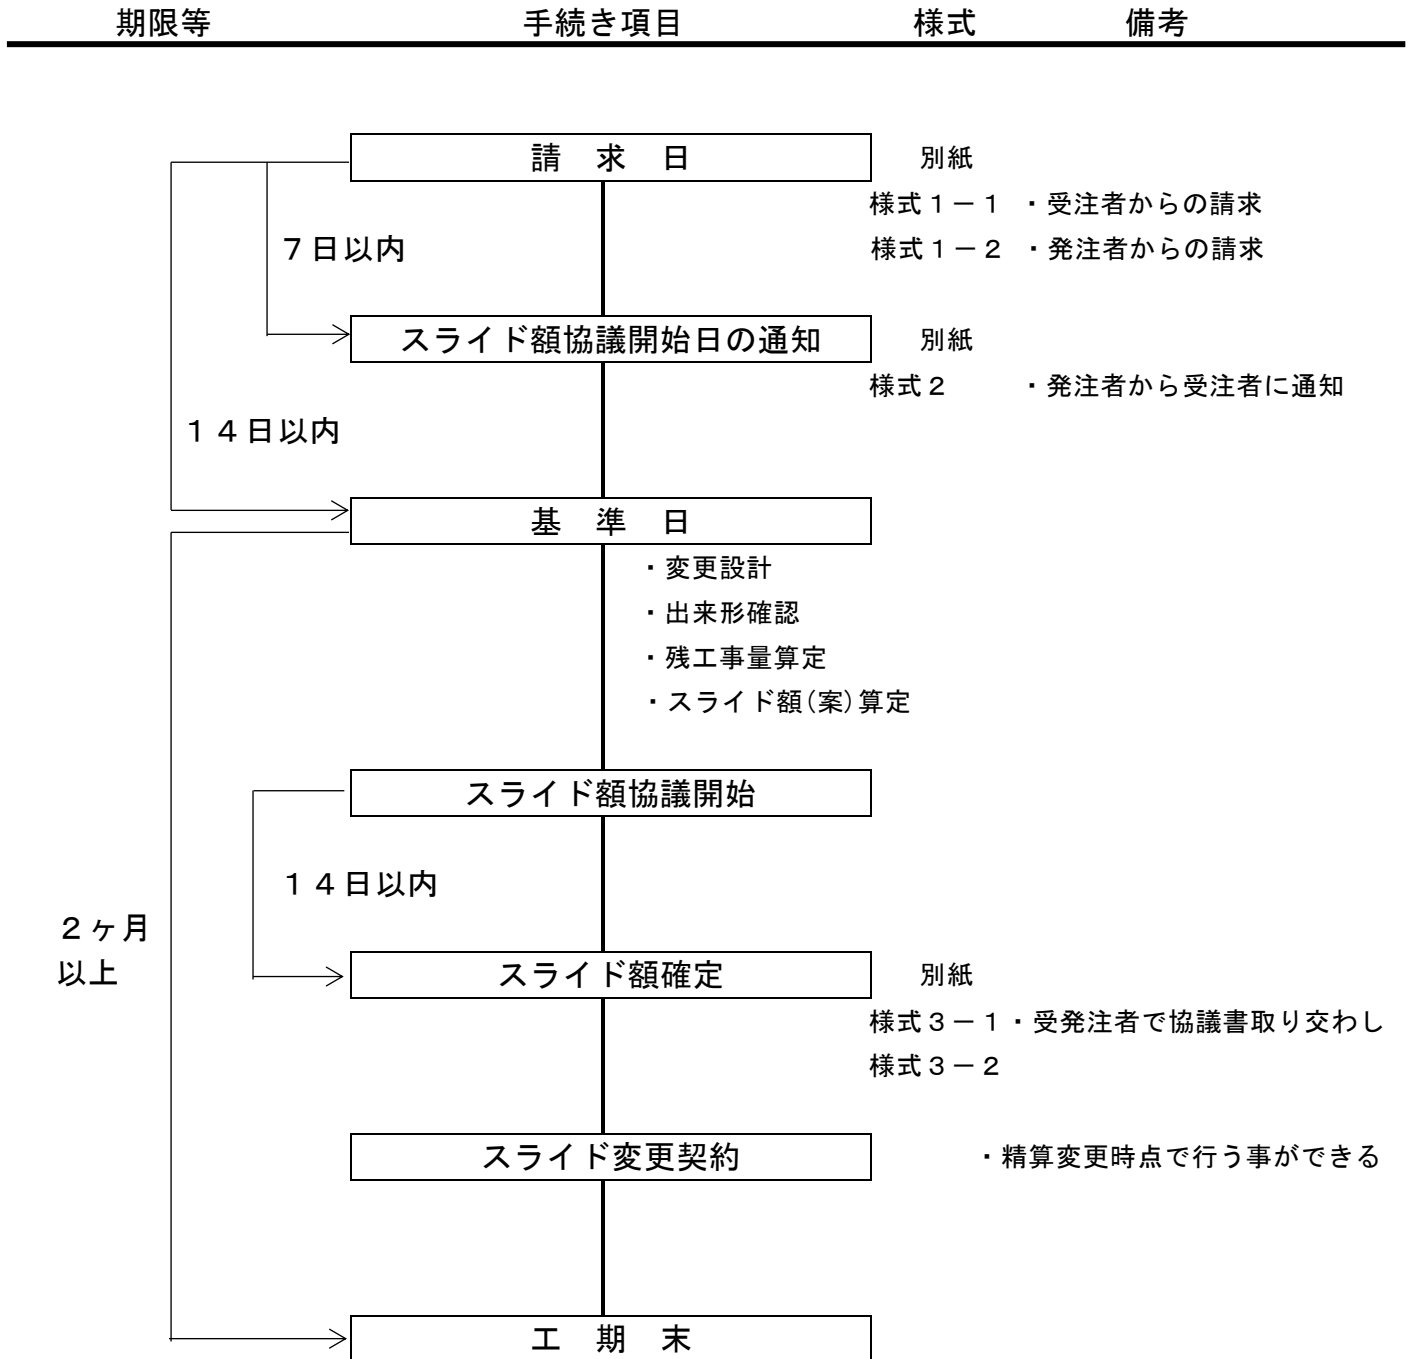 期限等 手続き項目 様式 備考
請 求 日 別紙
様式１－１ ・受注者からの請求
７日以内 様式１－２ ・発注者からの請求
スライド額協議開始日の通知 別紙
様式２ ・発注者から受注者に通知
１４日以内
基 準 日
・変更設計
・出来形確認
・残工事量算定
・スライド額(案)算定
スライド額協議開始
１４日以内
２ヶ月
以上
スライド額確定 別紙
様式３－１・受発注者で協議書取り交わし
様式３－２
スライド変更契約 ・精算変更時点で行う事ができる
工 期 末